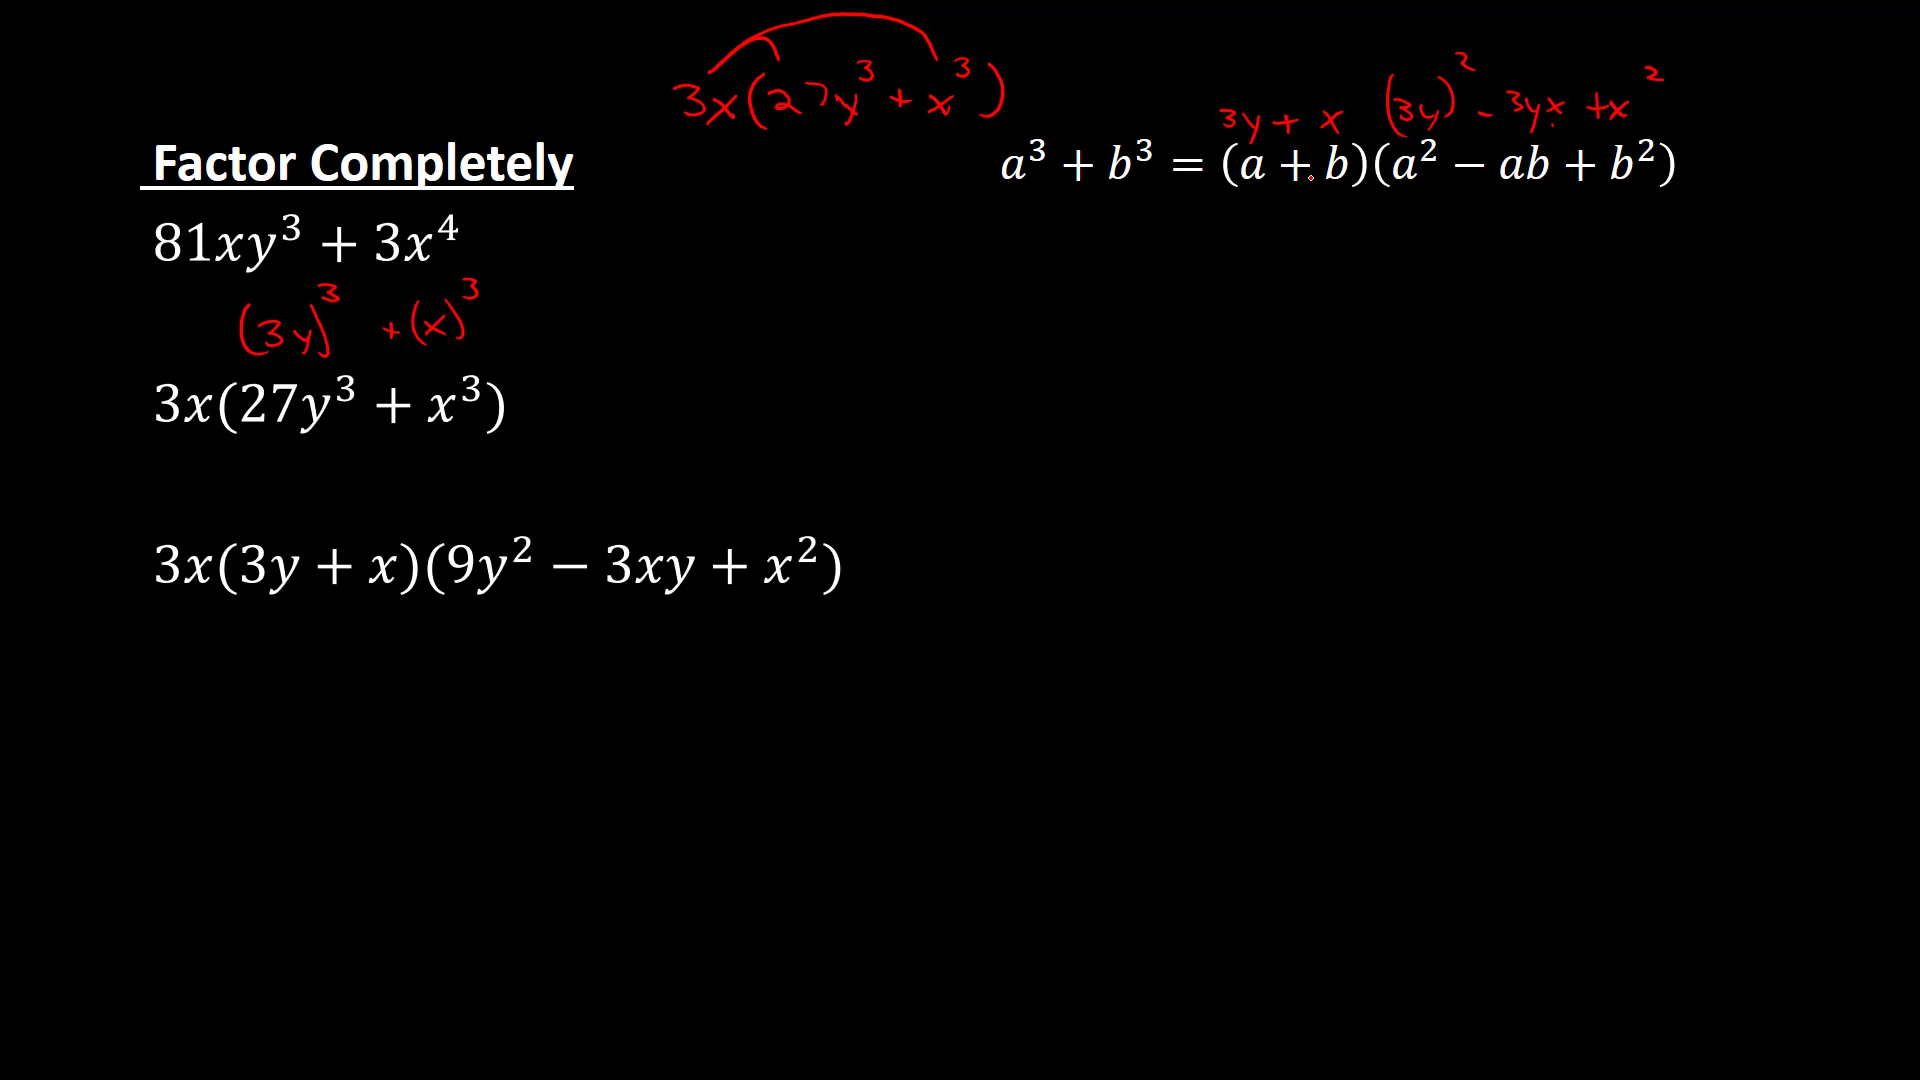 3x(27y³ + x³)
3y + x (3y)² - 3yx + x²
Factor Completely
a³ + b³ = (a + b)(a² − ab + b²)
81xy³ + 3x⁴
(3y)³ + (x)³
3x(27y³ + x³)
3x(3y + x)(9y² − 3xy + x²)